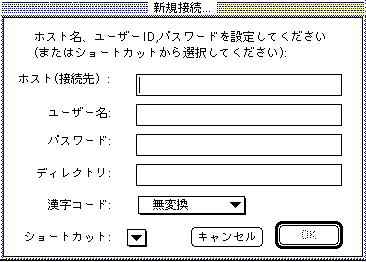 新規接続...
ホスト名、ユーザーID,パスワードを設定してください
(またはショートカットから選択してください):
ホスト(接続先):
ユーザー名:
パスワード:
ディレクトリ:
漢字コード: 無変換
ショートカット: キャンセル OK